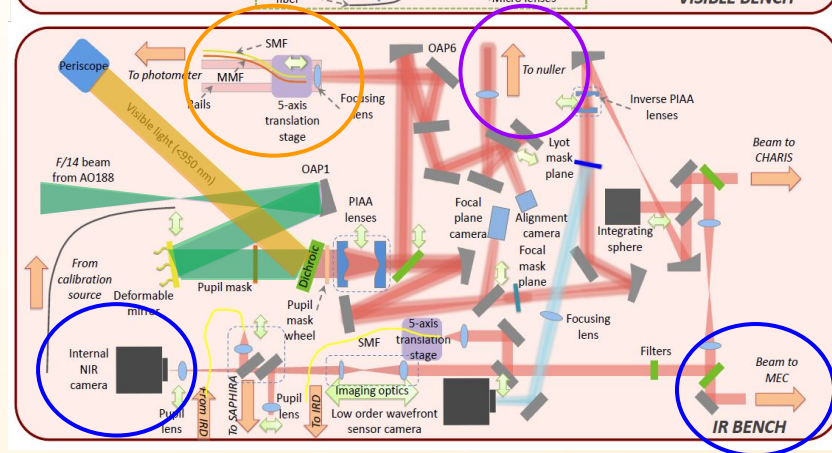 fiber
Micro lenses
VISIBLE BENCH
Periscope
To photometer
SMF
MMF
Rails
5-axis
translation
stage
Focusing
lens
OAP6
To nuller
Inverse PIAA
lenses
Visible light (<950 nm)
F/14 beam
from AO188
OAP1
PIAA
lenses
Lyot
mask
plane
Beam to
CHARIS
Focal
plane
camera
Alignment
camera
Integrating
sphere
From
calibration
source
Deformable
mirror
Pupil mask
Dichroic
Pupil
mask
wheel
Focal
mask
plane
Focusing
lens
Internal
NIR
camera
Pupil
lens
From IRD
To SAPHIRA
Pupil
lens
To IRD
SMF
5-axis
translation
stage
Imaging optics
Low order wavefront
sensor camera
Filters
Beam to
MEC
IR BENCH